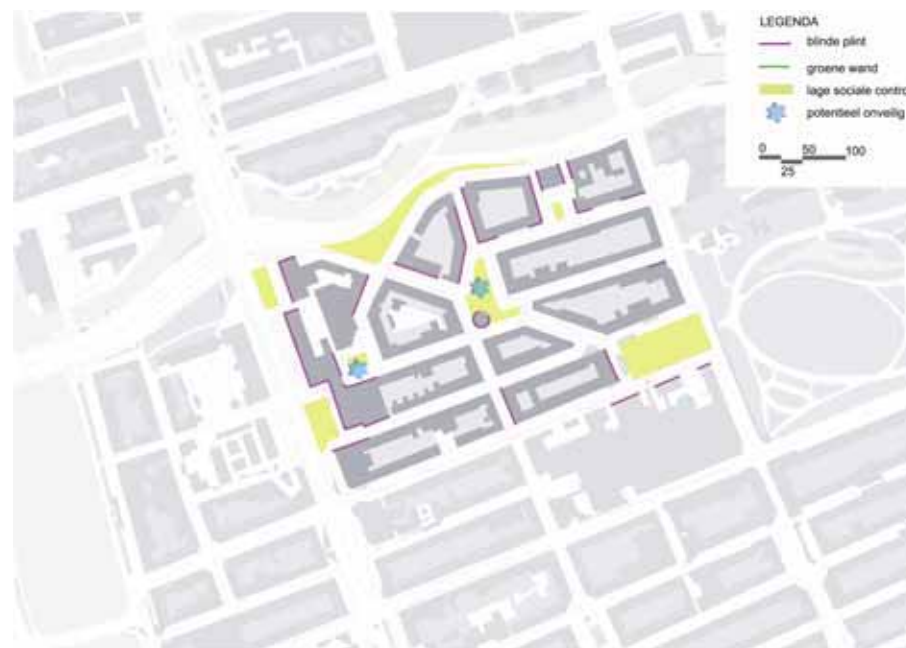 LEGENDA
blinde plint
groene wand
lage sociale contro
potentieel onveilig
0 50 100
25